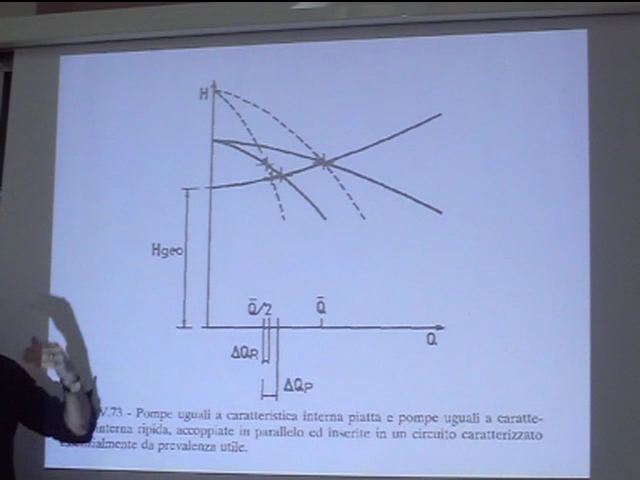 H
Hgeo
Q̄/2
Q̄
Q
ΔQR
ΔQP
V.73 - Pompe uguali a caratteristica interna piatta e pompe uguali a caratte-
interna ripida, accoppiate in parallelo ed inserite in un circuito caratterizzato
da prevalenza utile.